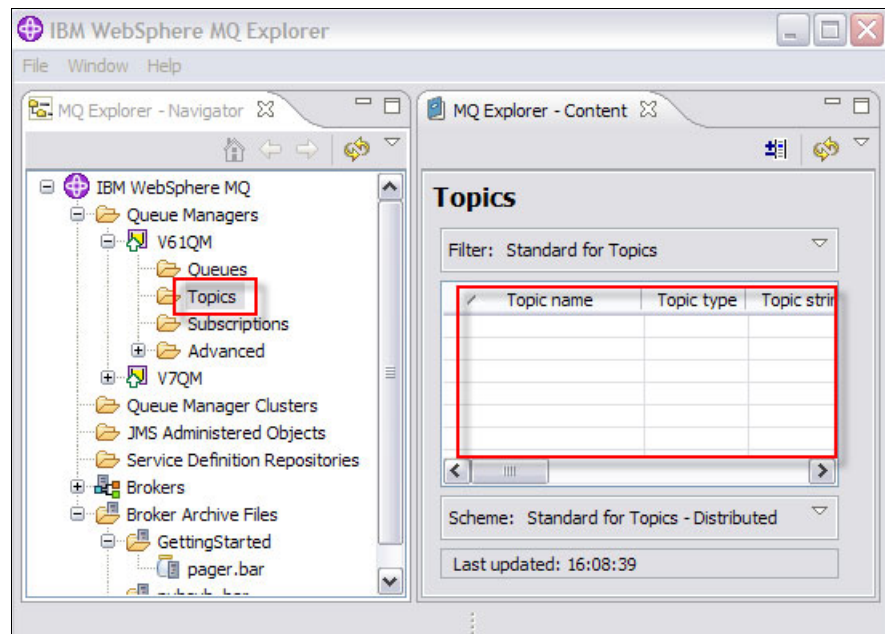 IBM WebSphere MQ Explorer
File Window Help
MQ Explorer - Navigator
IBM WebSphere MQ
Queue Managers
V61QM
Queues
Topics
Subscriptions
Advanced
V7QM
Queue Manager Clusters
JMS Administered Objects
Service Definition Repositories
Brokers
Broker Archive Files
GettingStarted
pager.bar
MQ Explorer - Content
Topics
Filter: Standard for Topics
Topic name Topic type Topic strin
Scheme: Standard for Topics - Distributed
Last updated: 16:08:39